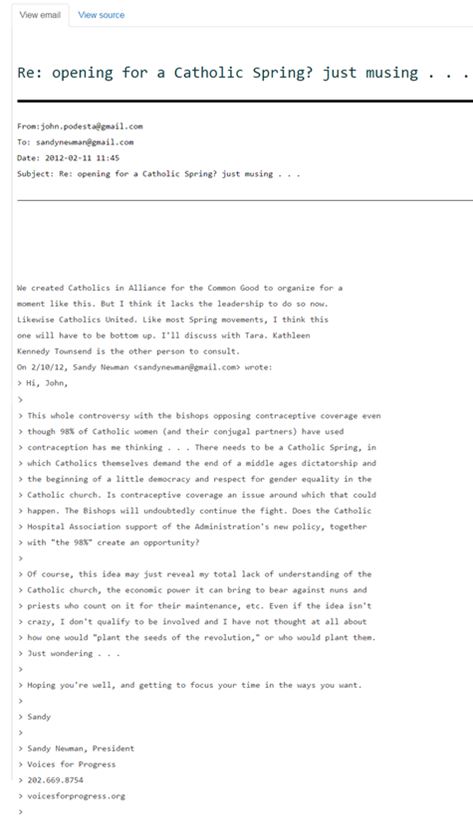 View email View source
Re: opening for a Catholic Spring? just musing . . .
From:john.podesta@gmail.com
To: sandynewman@gmail.com
Date: 2012-02-11 11:45
Subject: Re: opening for a Catholic Spring? just musing . . .
We created Catholics in Alliance for the Common Good to organize for a
moment like this. But I think it lacks the leadership to do so now.
Likewise Catholics United. Like most Spring movements, I think this
one will have to be bottom up. I'll discuss with Tara. Kathleen
Kennedy Townsend is the other person to consult.
On 2/10/12, Sandy Newman <sandynewman@gmail.com> wrote:
> Hi, John,
>
> This whole controversy with the bishops opposing contraceptive coverage even
> though 98% of Catholic women (and their conjugal partners) have used
> contraception has me thinking . . . There needs to be a Catholic Spring, in
> which Catholics themselves demand the end of a middle ages dictatorship and
> the beginning of a little democracy and respect for gender equality in the
> Catholic church. Is contraceptive coverage an issue around which that could
> happen. The Bishops will undoubtedly continue the fight. Does the Catholic
> Hospital Association support of the Administration's new policy, together
> with "the 98%" create an opportunity?
>
> Of course, this idea may just reveal my total lack of understanding of the
> Catholic church, the economic power it can bring to bear against nuns and
> priests who count on it for their maintenance, etc. Even if the idea isn't
> crazy, I don't qualify to be involved and I have not thought at all about
> how one would "plant the seeds of the revolution," or who would plant them.
> Just wondering . . .
>
> Hoping you're well, and getting to focus your time in the ways you want.
>
> Sandy
>
> Sandy Newman, President
> Voices for Progress
> 202.669.8754
> voicesforprogress.org
>